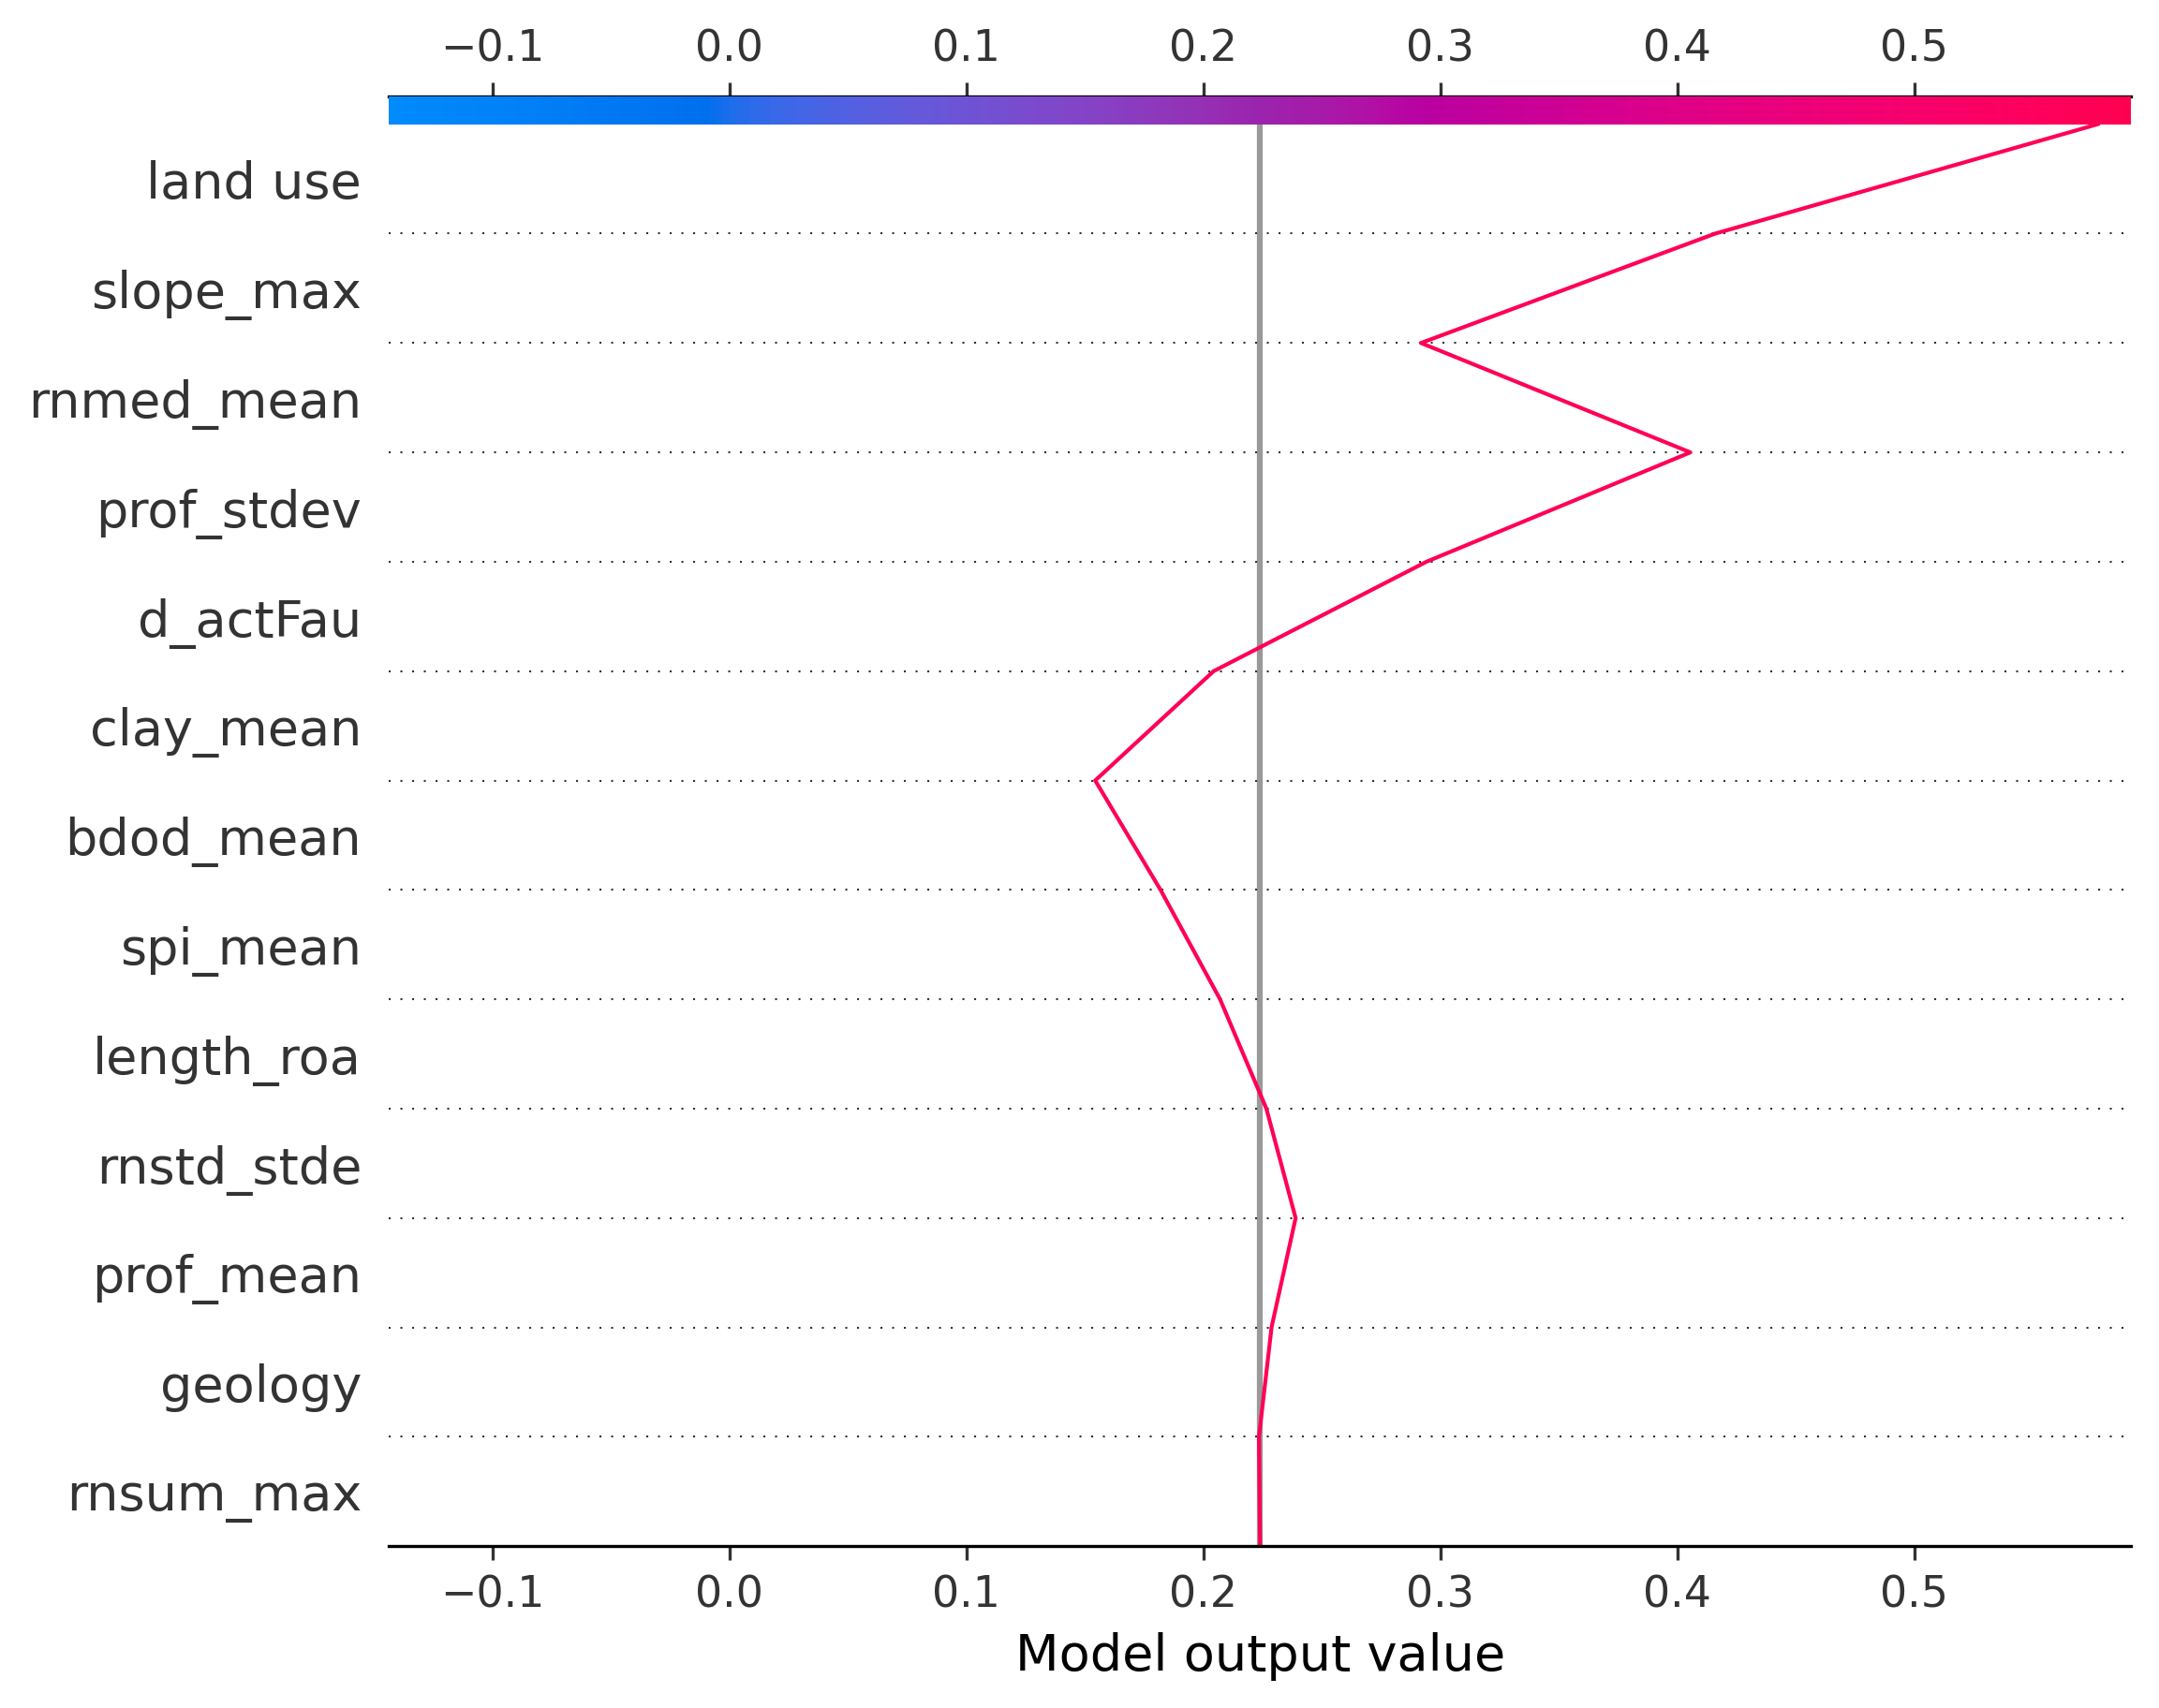 −0.1 0.0 0.1 0.2 0.3 0.4 0.5
land use
slope_max
rnmed_mean
prof_stdev
d_actFau
clay_mean
bdod_mean
spi_mean
length_roa
rnstd_stde
prof_mean
geology
rnsum_max
−0.1 0.0 0.1 0.2 0.3 0.4 0.5
Model output value